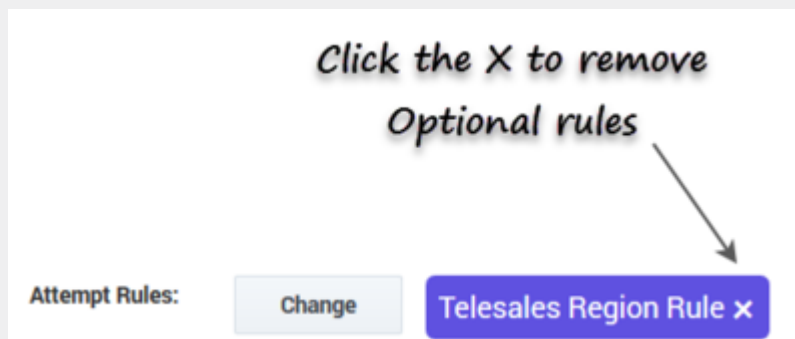 Click the X to remove
Optional rules
Attempt Rules: Change Telesales Region Rule ×